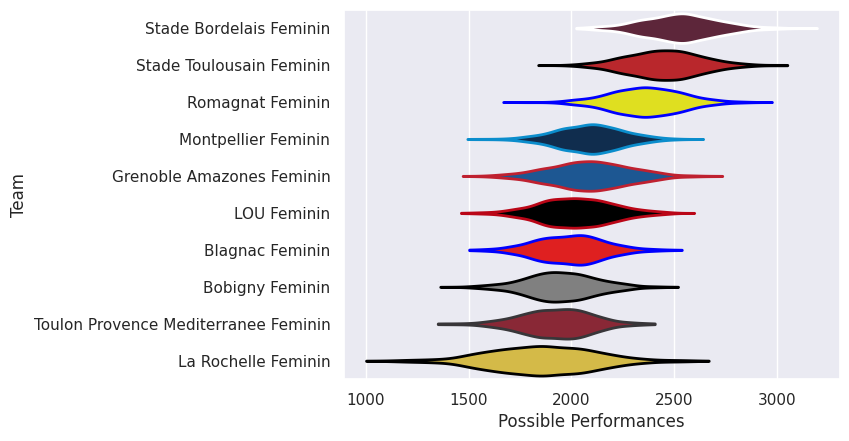 Stade Bordelais Feminin
Stade Toulousain Feminin
Romagnat Feminin
Montpellier Feminin
Grenoble Amazones Feminin
LOU Feminin
Blagnac Feminin
Bobigny Feminin
Toulon Provence Mediterranee Feminin
La Rochelle Feminin
Team
1000 1500 2000 2500 3000
Possible Performances